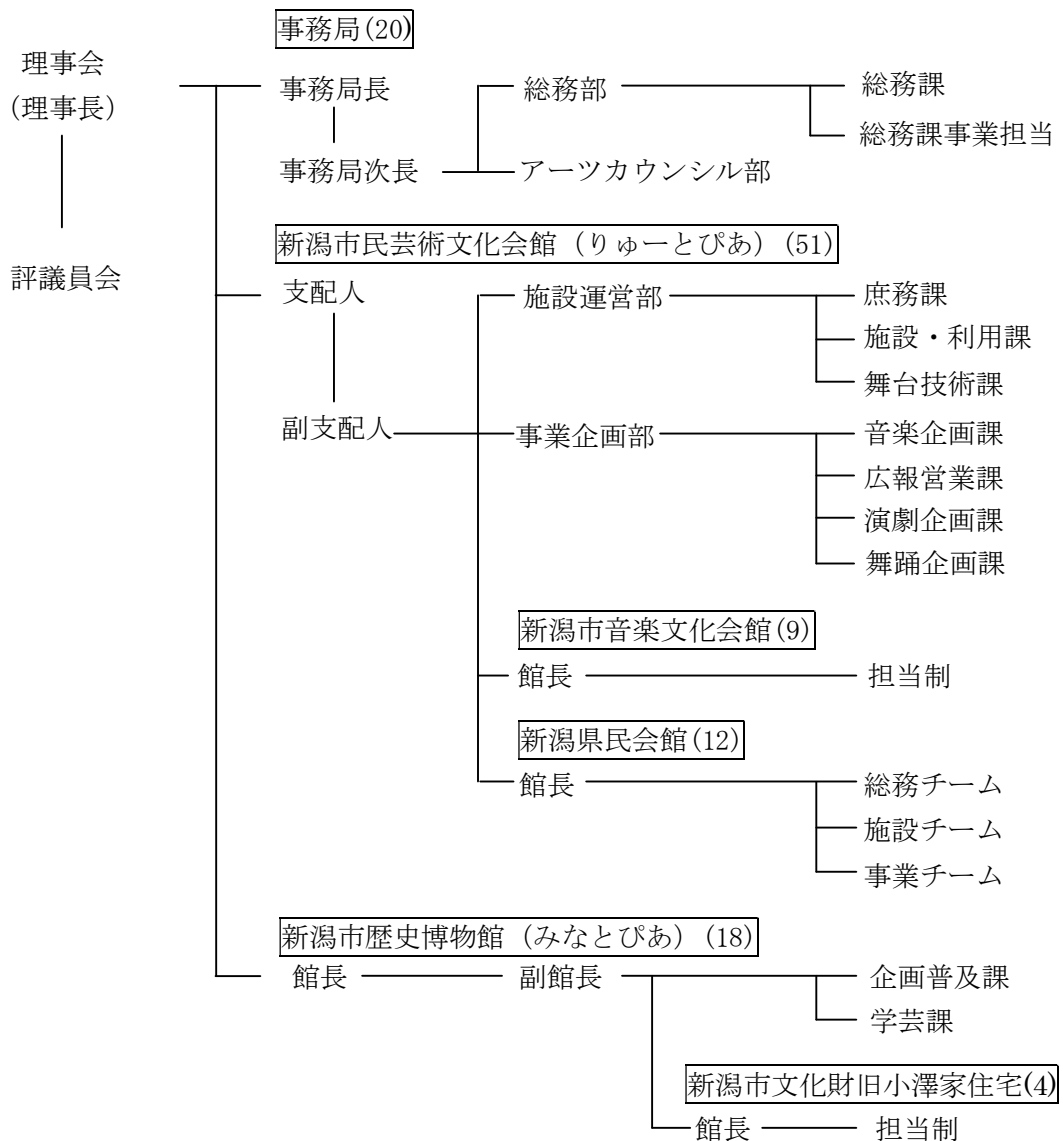 事務局(20)
理事会
(理事長)
事務局長
総務部
総務課
総務課事業担当
事務局次長
アーツカウンシル部
新潟市民芸術文化会館（りゅーとぴあ）(51)
評議員会
支配人
施設運営部
庶務課
施設・利用課
舞台技術課
副支配人
事業企画部
音楽企画課
広報営業課
演劇企画課
舞踊企画課
新潟市音楽文化会館(9)
館長
担当制
新潟県民会館(12)
館長
総務チーム
施設チーム
事業チーム
新潟市歴史博物館（みなとぴあ）(18)
館長
副館長
企画普及課
学芸課
新潟市文化財旧小澤家住宅(4)
館長
担当制